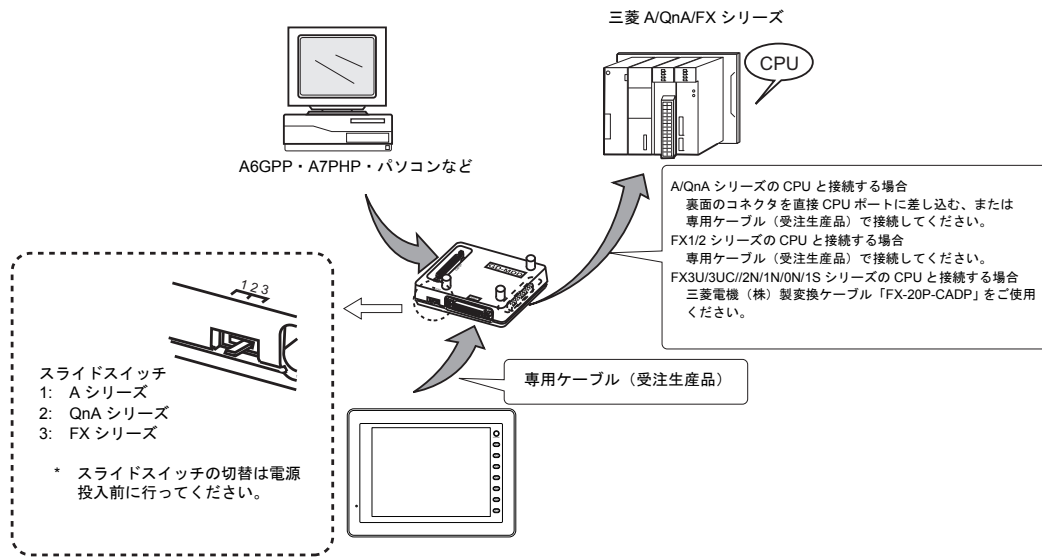 三菱 A/QnA/FX シリーズ
CPU
A6GPP・A7PHP・パソコンなど
A/QnA シリーズの CPU と接続する場合
裏面のコネクタを直接 CPU ポートに差し込む、または
専用ケーブル（受注生産品）で接続してください。
FX1/2 シリーズの CPU と接続する場合
専用ケーブル（受注生産品）で接続してください。
FX3U/3UC//2N/1N/0N/1S シリーズの CPU と接続する場合
三菱電機（株）製変換ケーブル「FX-20P-CADP」をご使用
ください。
123
スライドスイッチ
1: A シリーズ
2: QnA シリーズ
3: FX シリーズ
* スライドスイッチの切替は電源
投入前に行ってください。
専用ケーブル（受注生産品）